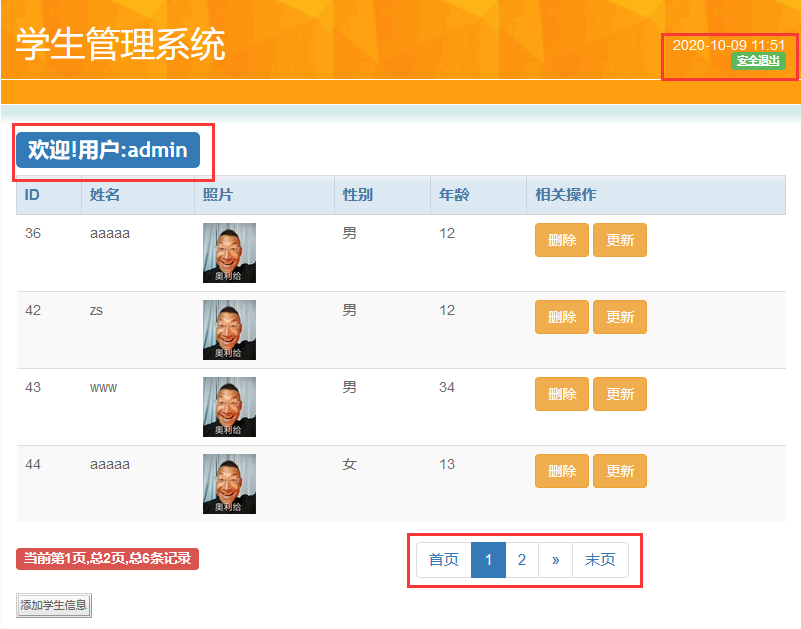 学生管理系统
2020-10-09 11:51
安全退出
欢迎!用户:admin
ID 姓名 照片 性别 年龄 相关操作
36 aaaaa 奥利给 男 12 删除 更新
42 zs 奥利给 男 12 删除 更新
43 www 奥利给 男 34 删除 更新
44 aaaaa 奥利给 女 13 删除 更新
当前第1页,总2页,总6条记录
首页 1 2 » 末页
添加学生信息